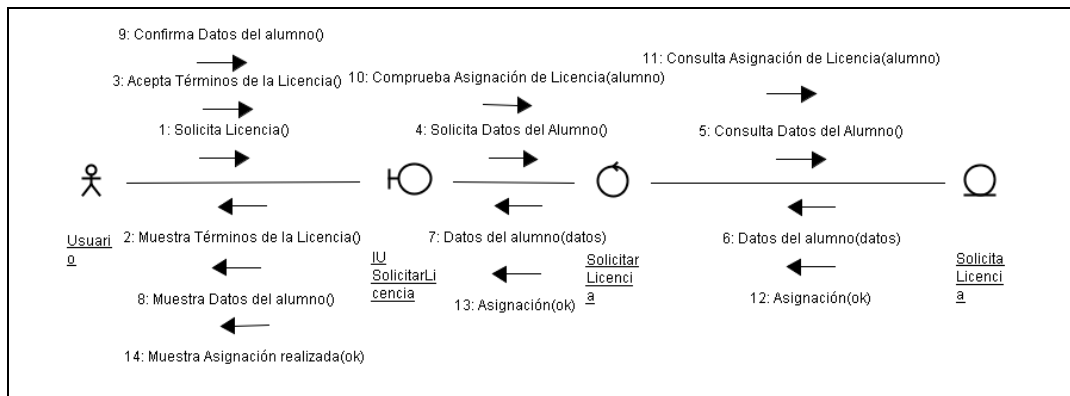 9: Confirma Datos del alumno()
11: Consulta Asignación de Licencia(alumno)
3: Acepta Términos de la Licencia()
10: Comprueba Asignación de Licencia(alumno)
1: Solicita Licencia()
4: Solicita Datos del Alumno()
5: Consulta Datos del Alumno()
Usuari
o
2: Muestra Términos de la Licencia()
IU
SolicitarLi
cencia
7: Datos del alumno(datos)
Solicitar
Licenci
a
6: Datos del alumno(datos)
Solicita
Licenci
a
8: Muestra Datos del alumno()
13: Asignación(ok)
12: Asignación(ok)
14: Muestra Asignación realizada(ok)